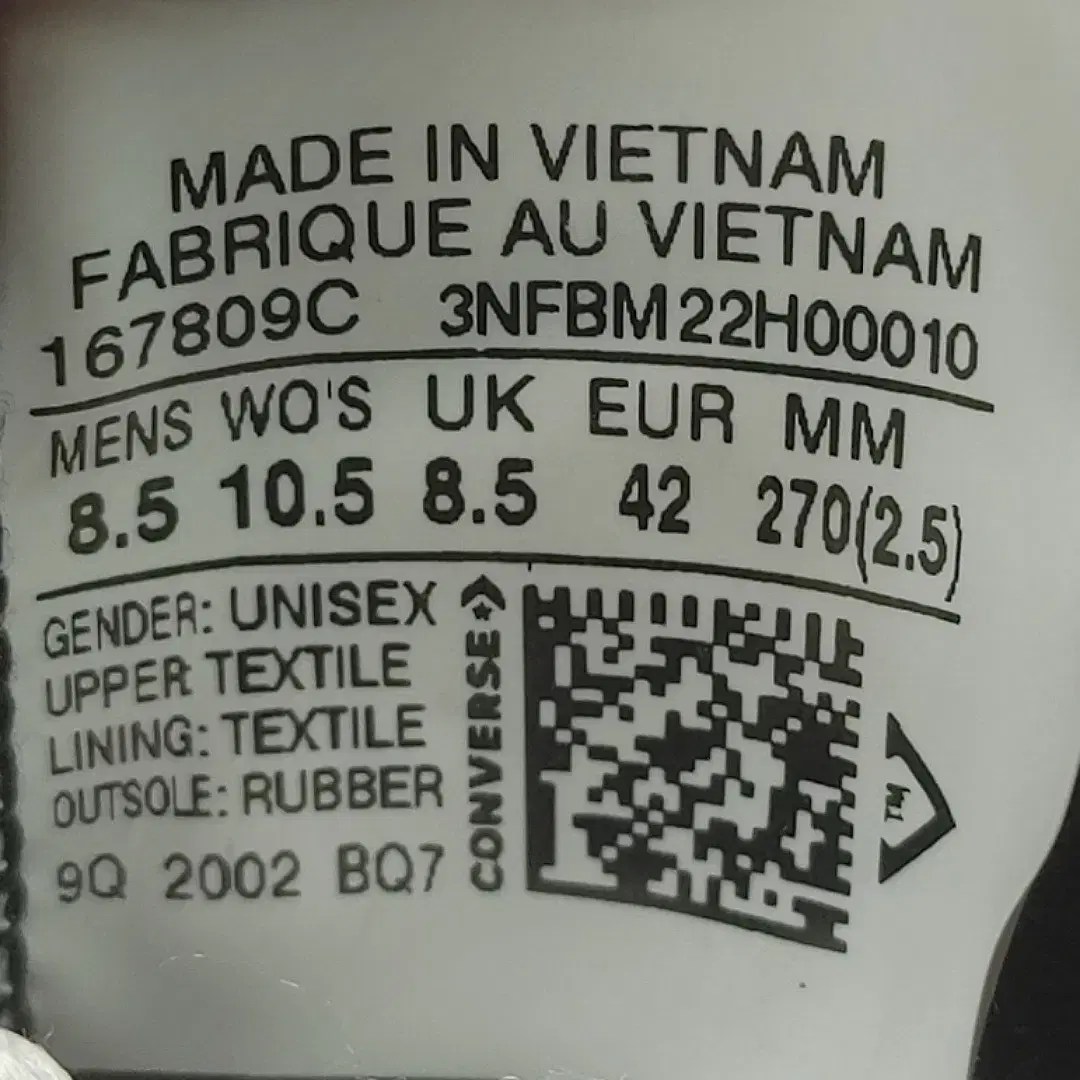 MADE IN VIETNAM
FABRIQUE AU VIETNAM
167809C 3NFBM22H00010
MENS WO'S UK EUR MM
8.5 10.5 8.5 42 270(2.5)
GENDER: UNISEX
UPPER TEXTILE
LINING: TEXTILE
OUTSOLE: RUBBER
9Q 2002 BQ7
CONVERSE